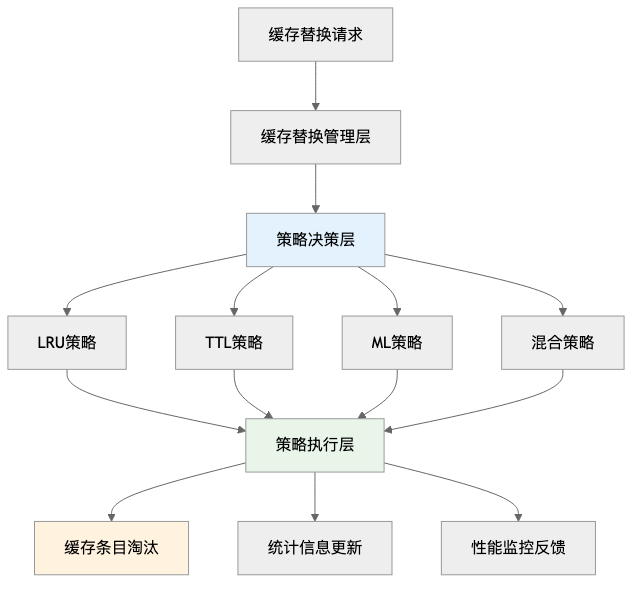 缓存替换请求
缓存替换管理层
策略决策层
LRU策略
TTL策略
ML策略
混合策略
策略执行层
缓存条目淘汰
统计信息更新
性能监控反馈